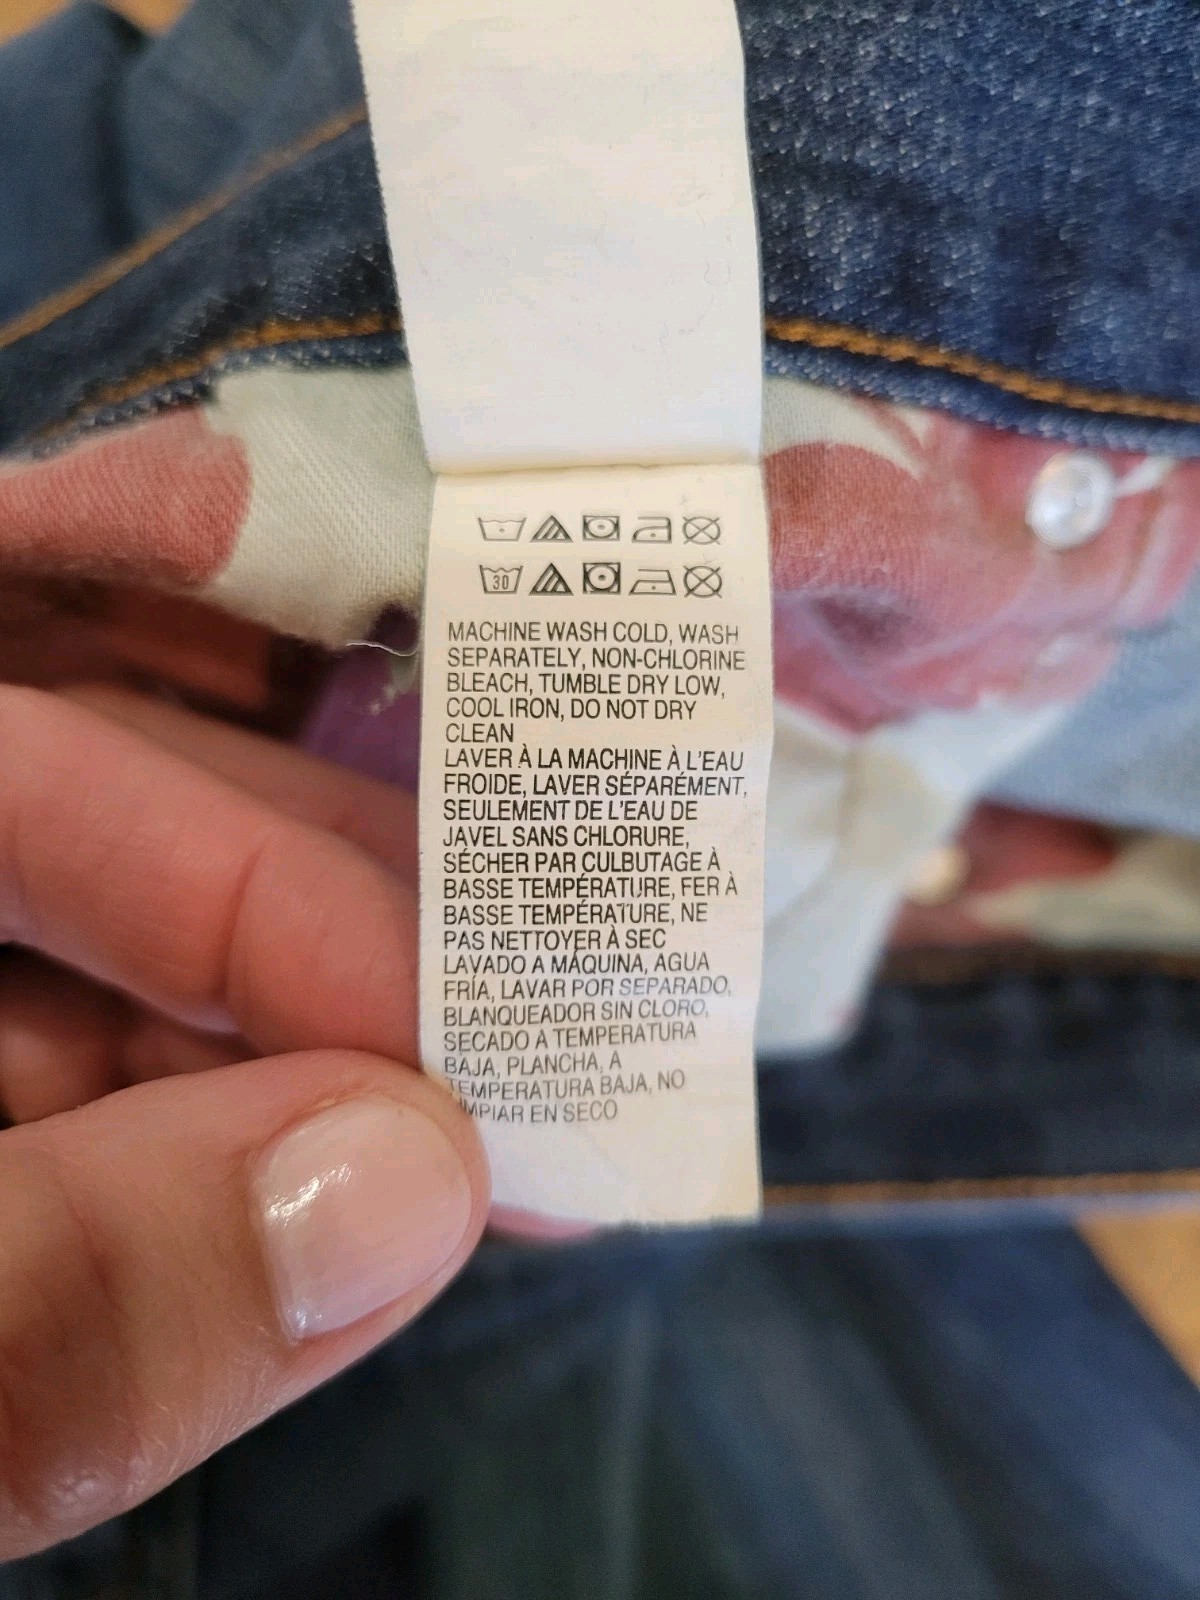 30
MACHINE WASH COLD, WASH
SEPARATELY, NON-CHLORINE
BLEACH, TUMBLE DRY LOW,
COOL IRON, DO NOT DRY
CLEAN
LAVER À LA MACHINE À L'EAU
FROIDE, LAVER SÉPARÉMENT,
SEULEMENT DE L'EAU DE
JAVEL SANS CHLORURE,
SÉCHER PAR CULBUTAGE À
BASSE TEMPÉRATURE, FER À
BASSE TEMPÉRATURE, NE
PAS NETTOYER À SEC
LAVADO A MÁQUINA, AGUA
FRÍA, LAVAR POR SEPARADO,
BLANQUEADOR SIN CLORO,
SECADO A TEMPERATURA
BAJA, PLANCHA, A
TEMPERATURA BAJA, NO
IMPIAR EN SECO